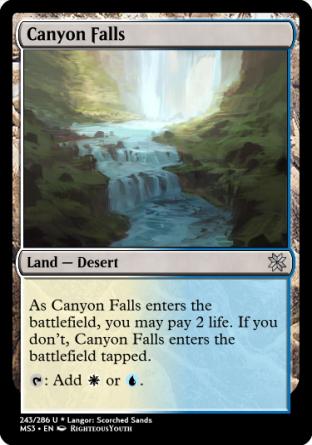 Canyon Falls
Land — Desert
As Canyon Falls enters the
battlefield, you may pay 2 life. If you
don't, Canyon Falls enters the
battlefield tapped.
: Add or .
243/286 U * Langor: Scorched Sands
MS3 • EN RighteousYouth